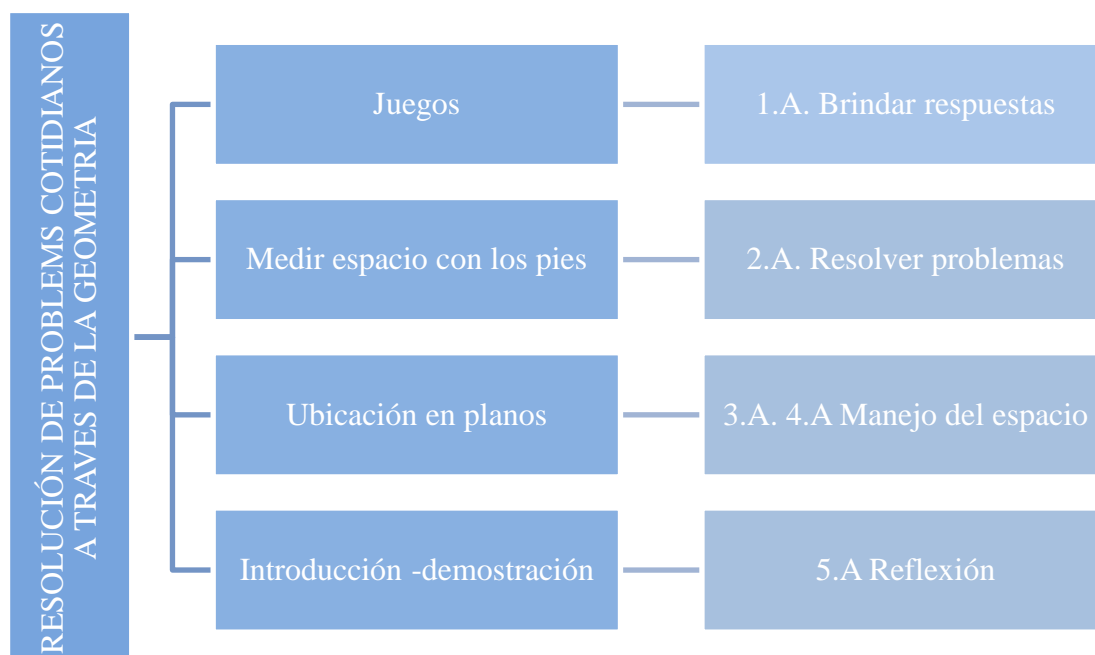 RESOLUCIÓN DE PROBLEMS COTIDIANOS
A TRAVES DE LA GEOMETRIA
Juegos
1.A. Brindar respuestas
Medir espacio con los pies
2.A. Resolver problemas
Ubicación en planos
3.A. 4.A Manejo del espacio
Introducción -demostración
5.A Reflexión